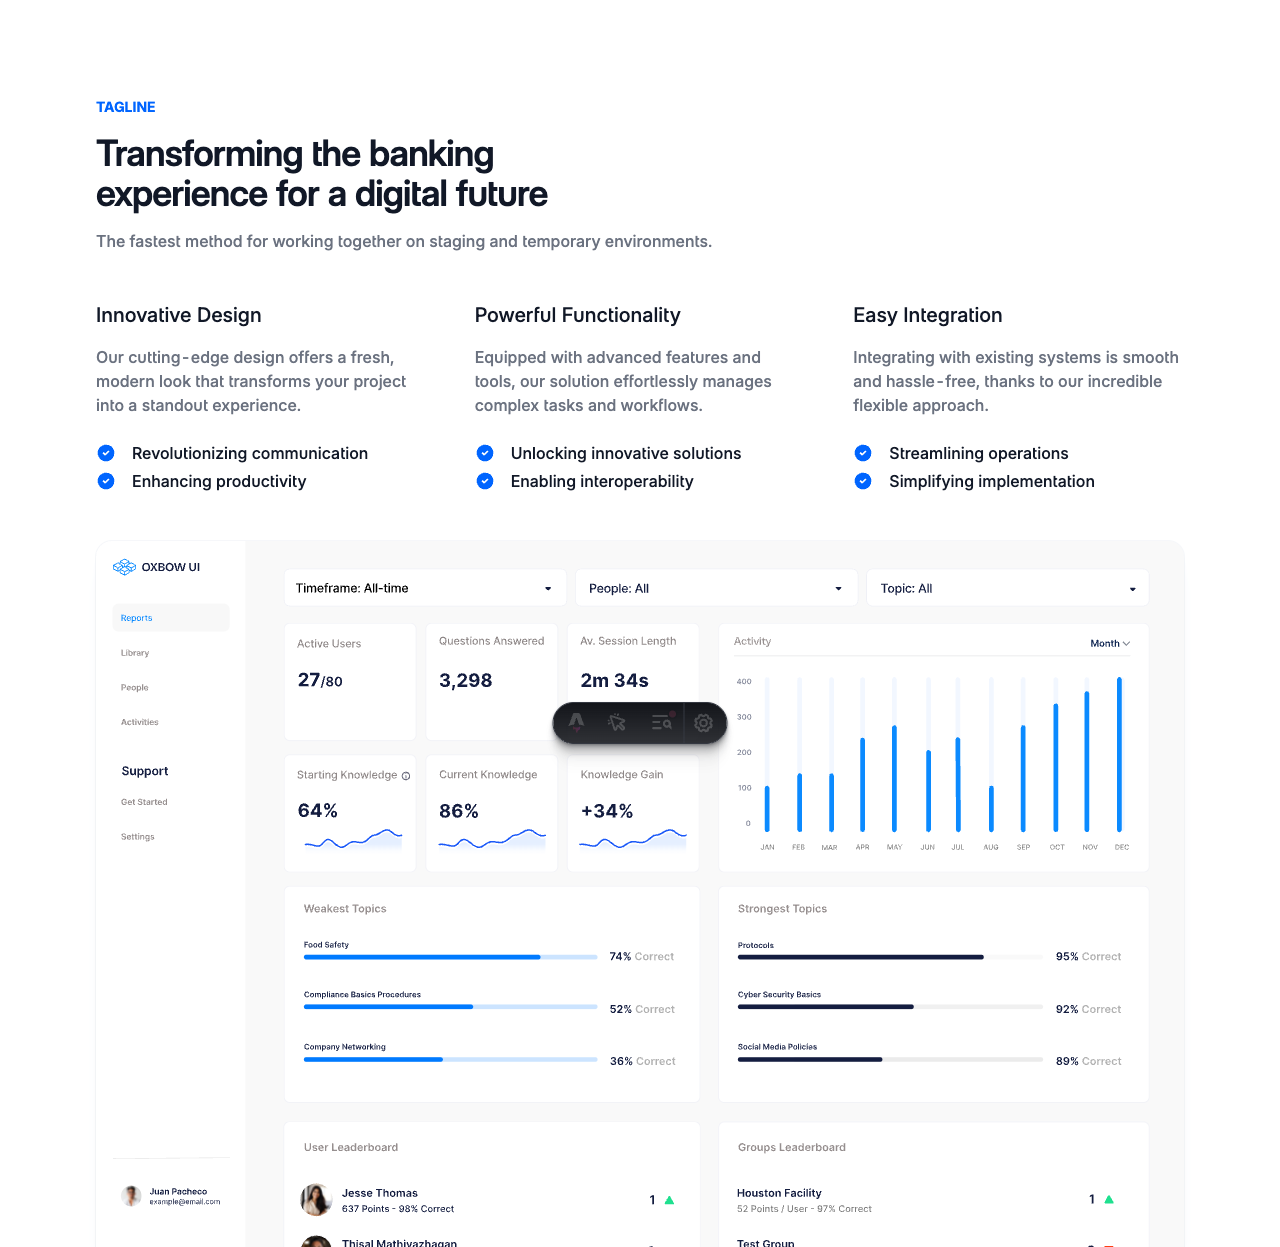 TAGLINE
Transforming the banking
experience for a digital future
The fastest method for working together on staging and temporary environments.
Innovative Design
Our cutting-edge design offers a fresh,
modern look that transforms your project
into a standout experience.
Revolutionizing communication
Enhancing productivity
Powerful Functionality
Equipped with advanced features and
tools, our solution effortlessly manages
complex tasks and workflows.
Unlocking innovative solutions
Enabling interoperability
Easy Integration
Integrating with existing systems is smooth
and hassle-free, thanks to our incredible
flexible approach.
Streamlining operations
Simplifying implementation
OXBOW UI
Reports
Library
People
Activities
Support
Get Started
Settings
Juan Pacheco
example@email.com
Timeframe: All-time
People: All
Topic: All
Active Users
27/80
Questions Answered
3,298
Av. Session Length
2m 34s
Starting Knowledge
64%
Current Knowledge
86%
Knowledge Gain
+34%
Activity
Month
400
300
200
100
0
JAN FEB MAR APR MAY JUN JUL AUG SEP OCT NOV DEC
Weakest Topics
Food Safety
74% Correct
Compliance Basics Procedures
52% Correct
Company Networking
36% Correct
Strongest Topics
Protocols
95% Correct
Cyber Security Basics
92% Correct
Social Media Policies
89% Correct
User Leaderboard
Jesse Thomas
637 Points - 98% Correct
1
Thisal Mathiyazhagan
Groups Leaderboard
Houston Facility
52 Points / User - 97% Correct
1
Test Group